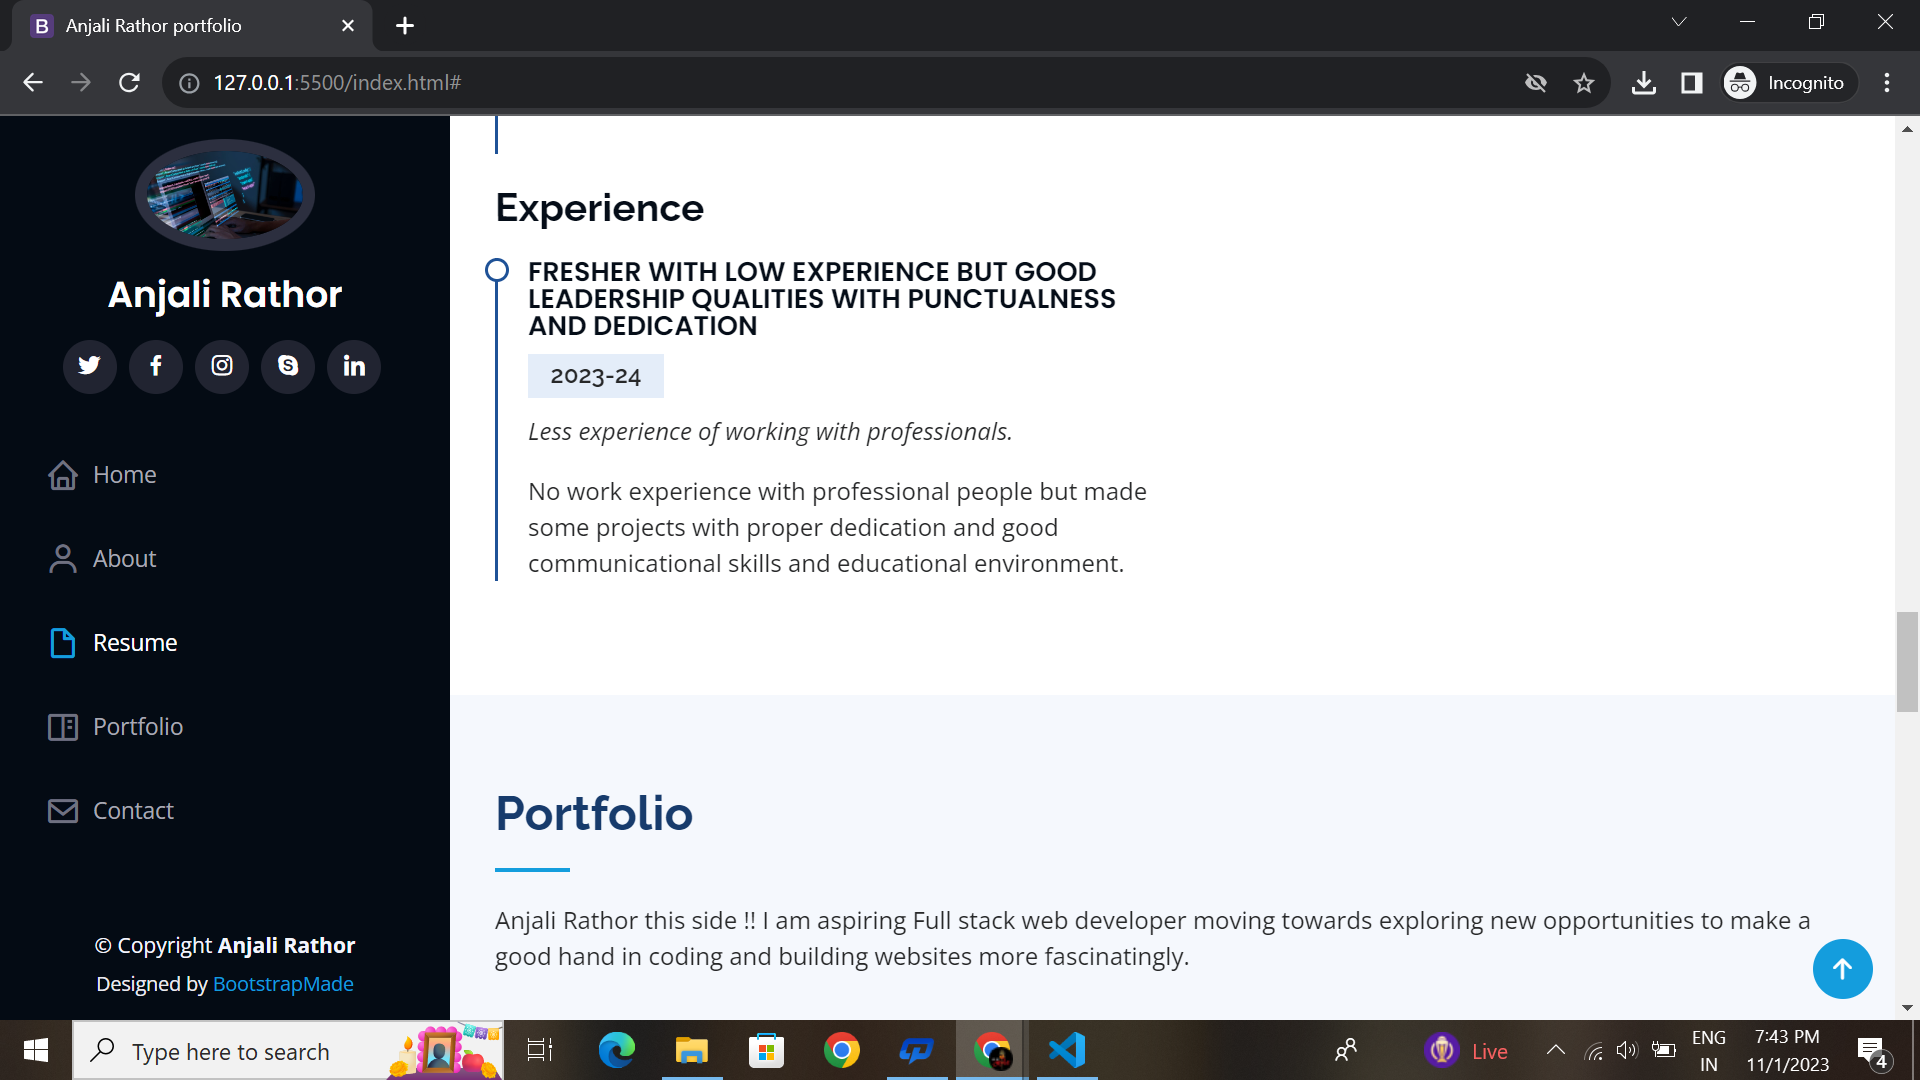 Anjali Rathor portfolio
127.0.0.1:5500/index.html#
Incognito
Anjali Rathor
Home
About
Resume
Portfolio
Contact
© Copyright Anjali Rathor
Designed by BootstrapMade
Experience
FRESHER WITH LOW EXPERIENCE BUT GOOD
LEADERSHIP QUALITIES WITH PUNCTUALNESS
AND DEDICATION
2023-24
Less experience of working with professionals.
No work experience with professional people but made
some projects with proper dedication and good
communicational skills and educational environment.
Portfolio
Anjali Rathor this side !! I am aspiring Full stack web developer moving towards exploring new opportunities to make a
good hand in coding and building websites more fascinatingly.
Type here to search
Live
ENG
IN
7:43 PM
11/1/2023
4